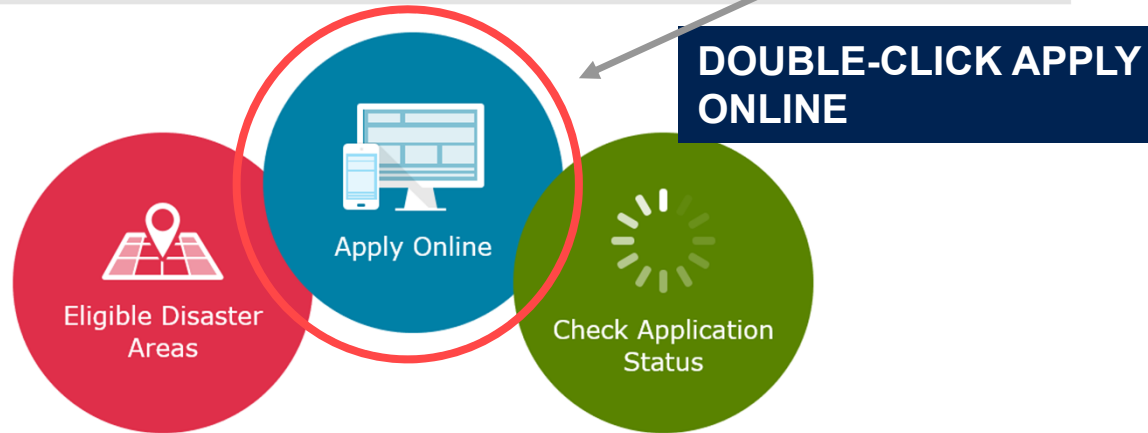 DOUBLE-CLICK APPLY
ONLINE
Apply Online
Eligible Disaster
Areas
Check Application
Status